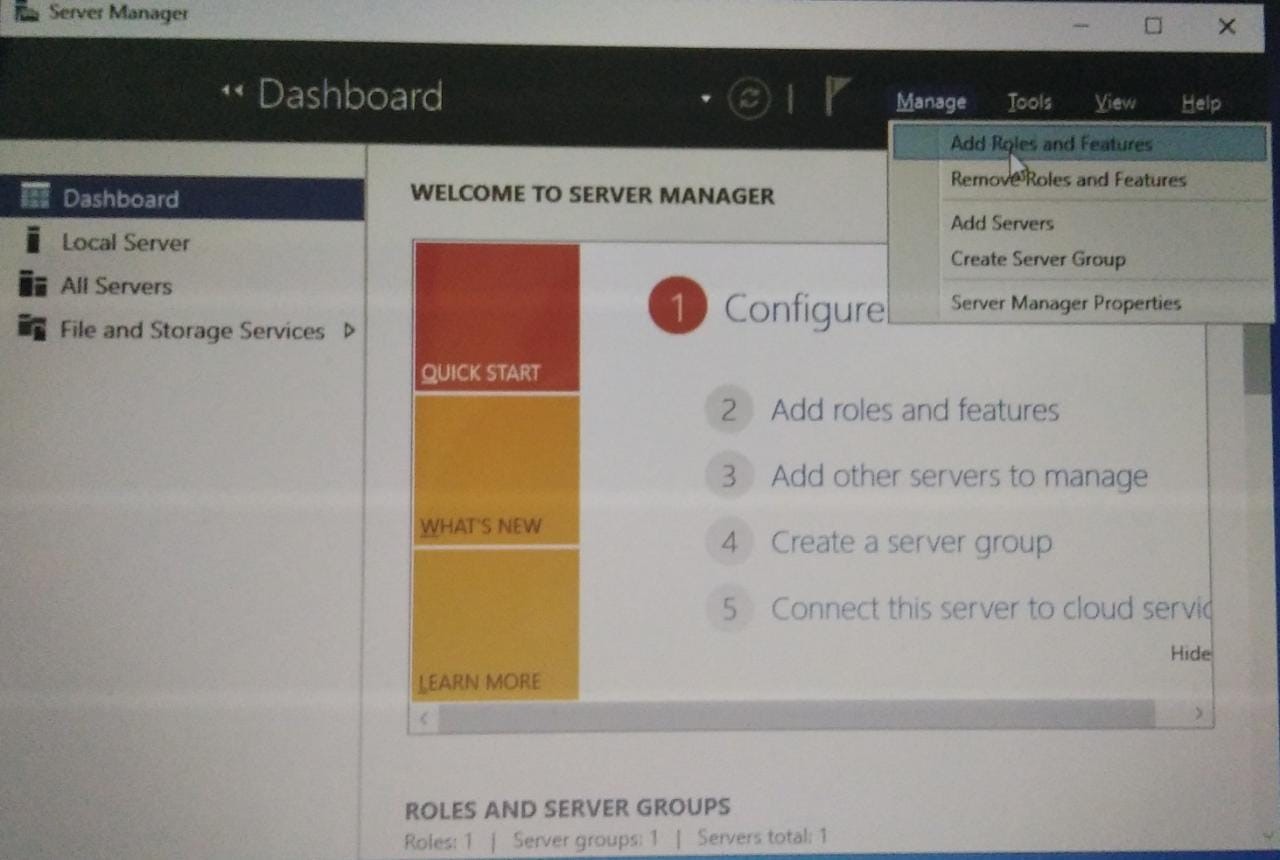 Server Manager
Dashboard
Manage Tools View Help
Add Roles and Features
Remove Roles and Features
Add Servers
Create Server Group
Server Manager Properties
Dashboard
Local Server
All Servers
File and Storage Services
WELCOME TO SERVER MANAGER
QUICK START
WHAT'S NEW
LEARN MORE
1 Configure
2 Add roles and features
3 Add other servers to manage
4 Create a server group
5 Connect this server to cloud servic
Hide
ROLES AND SERVER GROUPS
Roles: 1 | Server groups: 1 | Servers total: 1